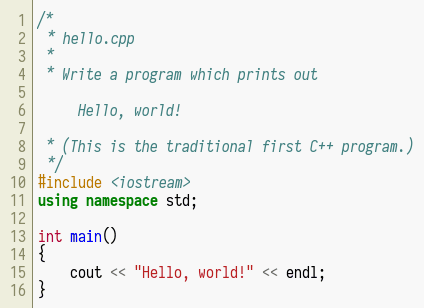 1 /*
2  * hello.cpp
3  *
4  * Write a program which prints out
5
6      Hello, world!
7
8  * (This is the traditional first C++ program.)
9  */
10 #include <iostream>
11 using namespace std;
12
13 int main()
14 {
15     cout << "Hello, world!" << endl;
16 }